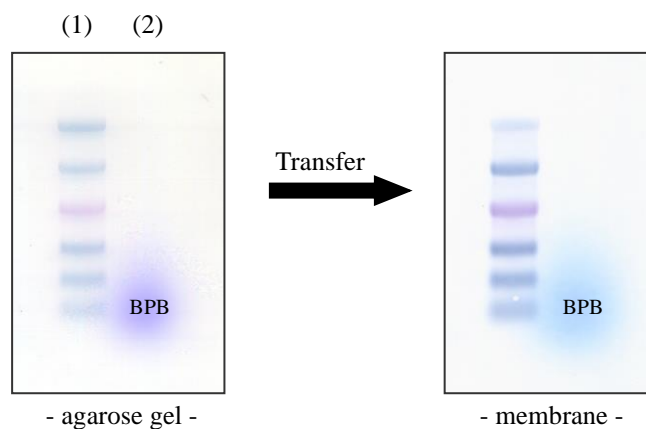 (1) (2)
Transfer
BPB
BPB
- agarose gel -
- membrane -